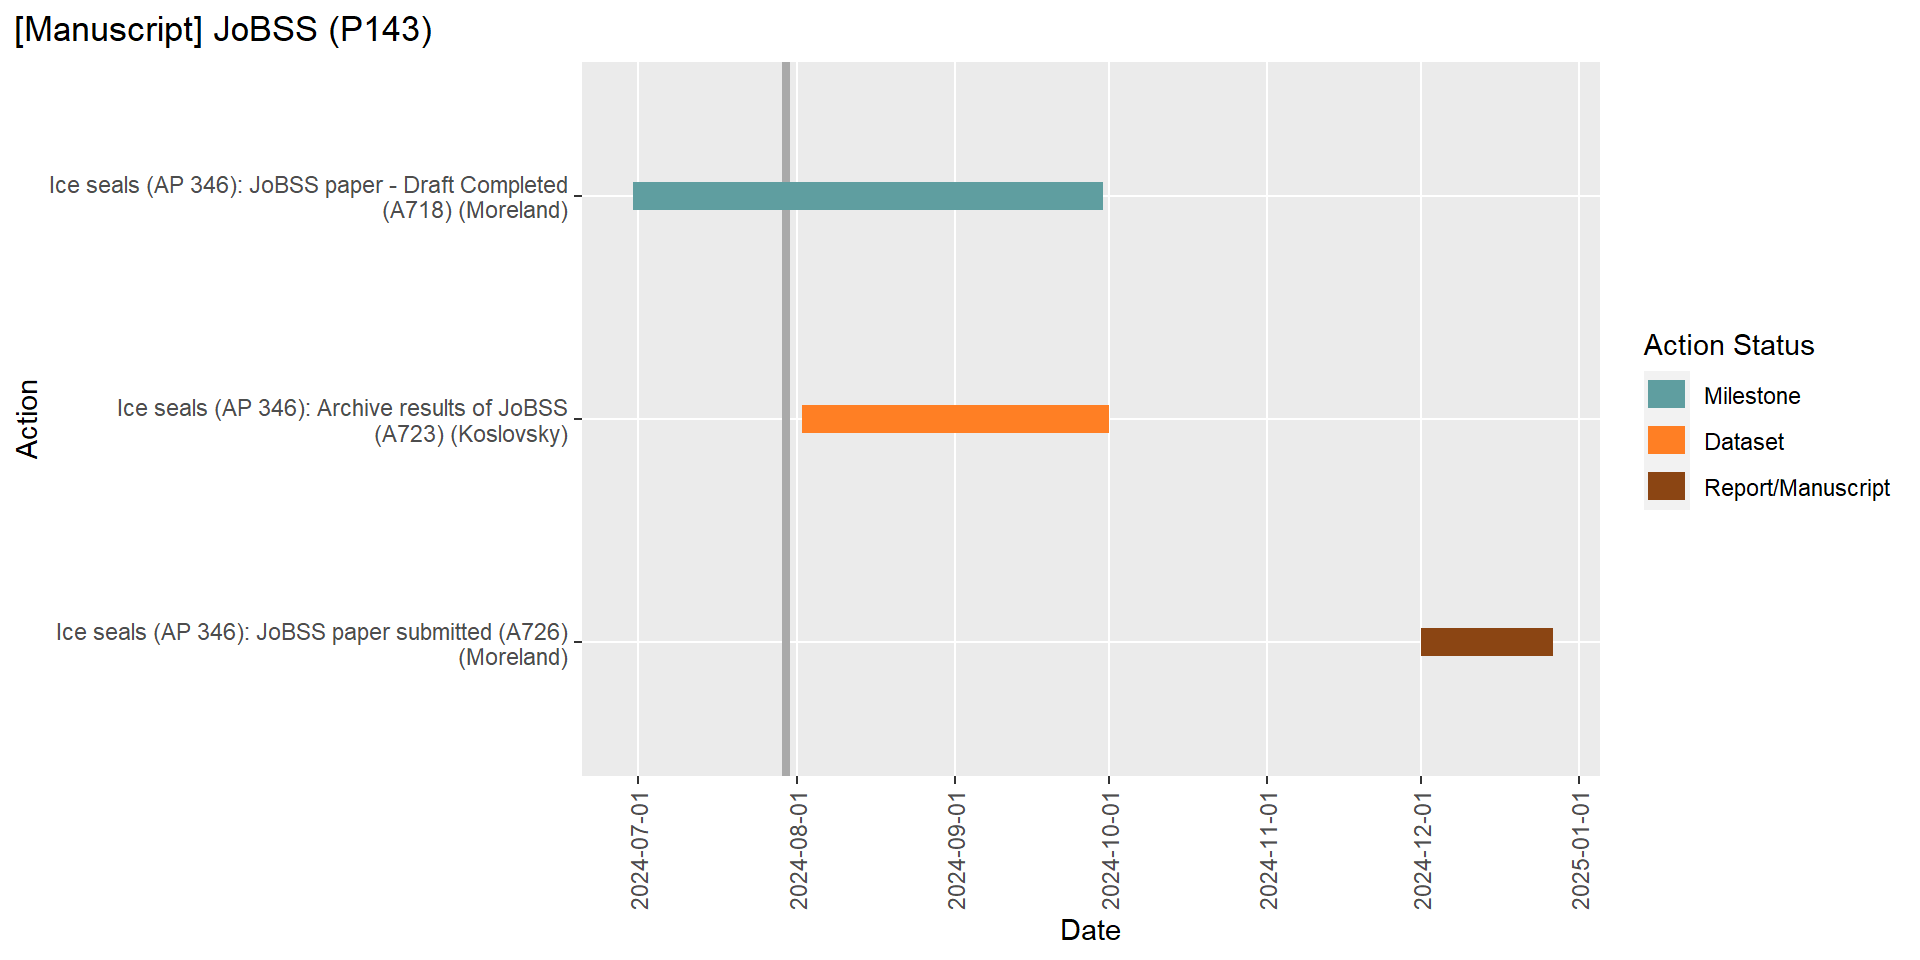 [Manuscript] JoBSS (P143)
Ice seals (AP 346): JoBSS paper - Draft Completed
(A718) (Moreland)
Ice seals (AP 346): Archive results of JoBSS
(A723) (Koslovsky)
Ice seals (AP 346): JoBSS paper submitted (A726)
(Moreland)
Action
2024-07-01
2024-08-01
2024-09-01
2024-10-01
2024-11-01
2024-12-01
2025-01-01
Date
Action Status
Milestone
Dataset
Report/Manuscript